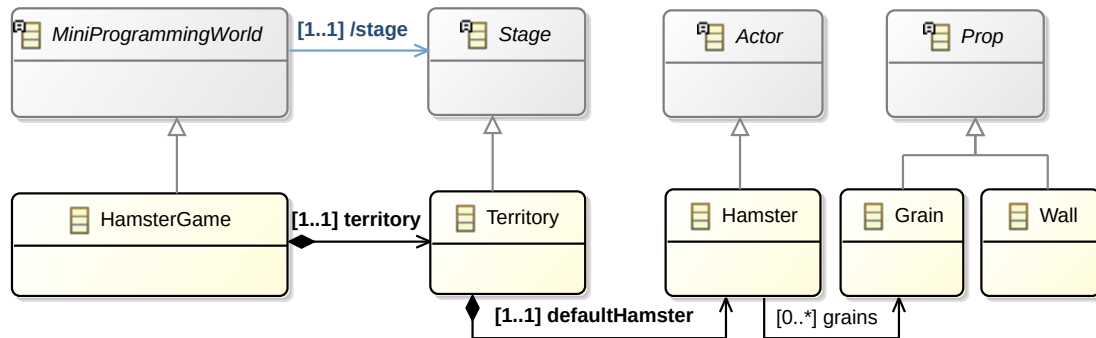 MiniProgrammingWorld
[1..1] /stage
Stage
Actor
Prop
HamsterGame
[1..1] territory
Territory
Hamster
Grain
Wall
[1..1] defaultHamster
[0..*] grains